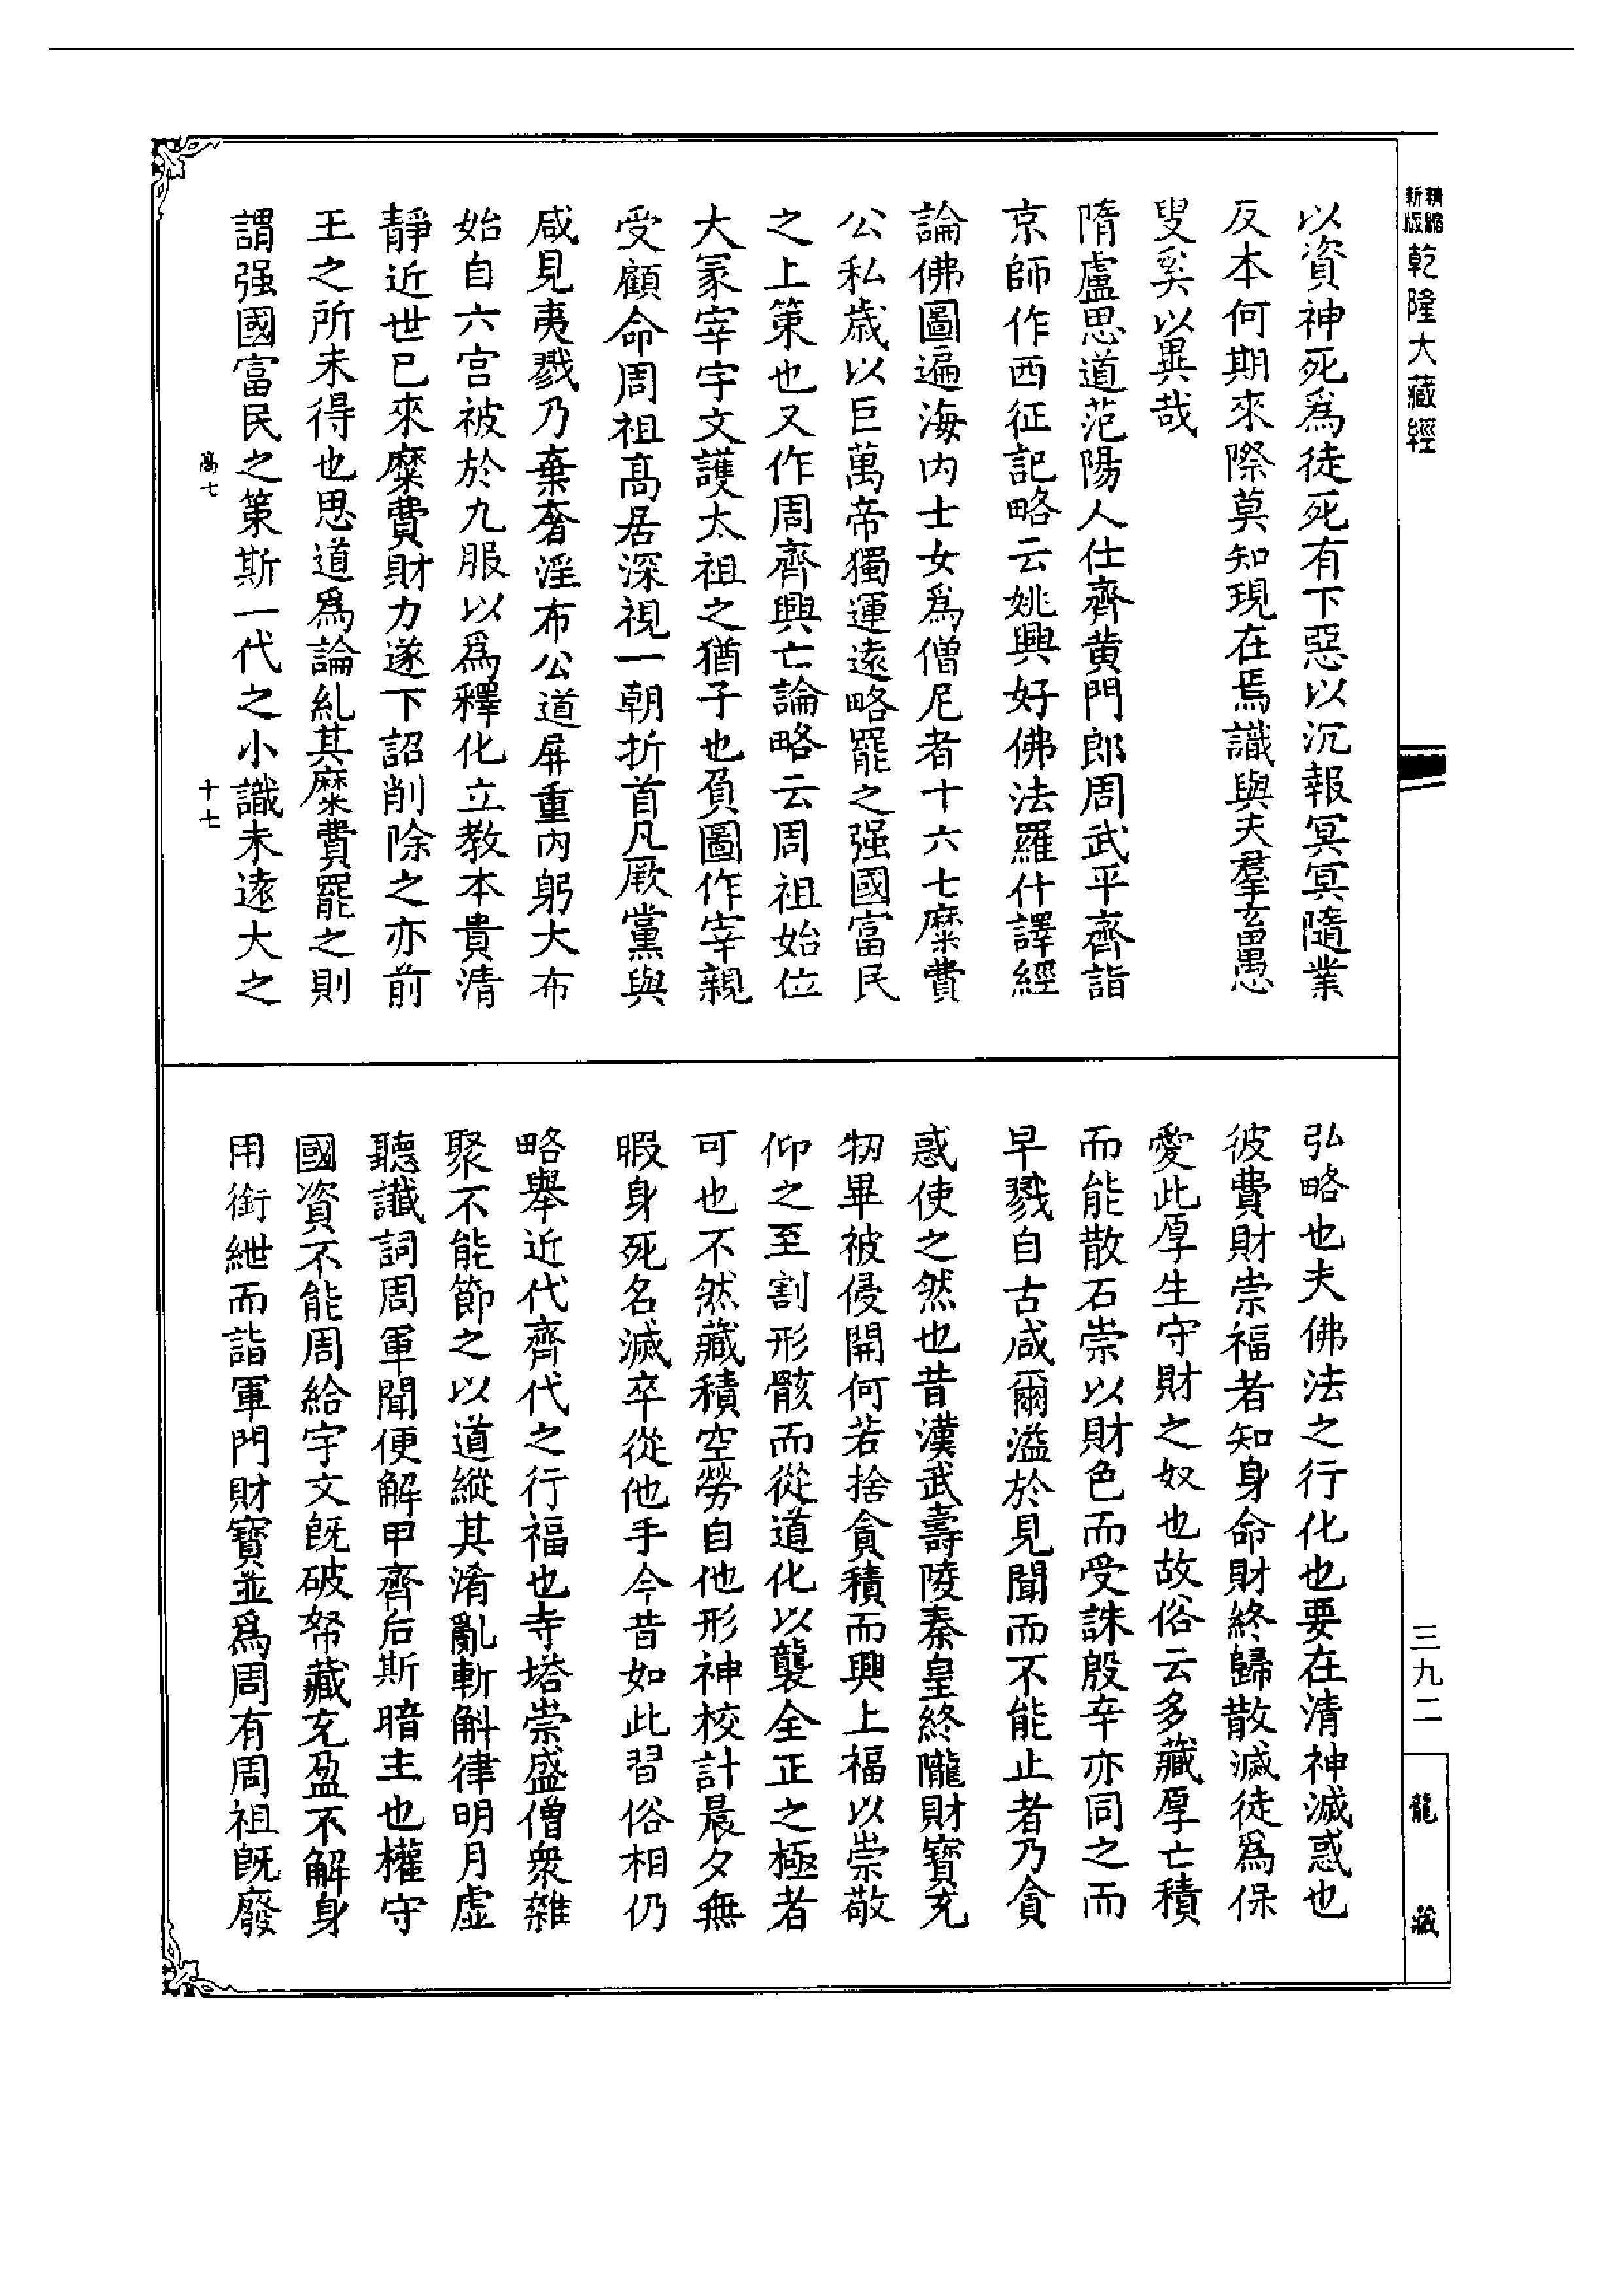 精縮
新版
乾隆大藏經
以資神死爲徒死有下惡以沉報冥冥隨業
反本何期來際莫知現在焉識與夫羣畜愚
叟奚以異哉
隋盧思道范陽人仕齊黃門郎周武平齊詣
京師作西征記略云姚興好佛法羅什譯經
論佛圖遍海內士女爲僧尼者十六七糜費
公私歲以巨萬帝獨運遠略罷之强國富民
之上策也又作周齊興亡論略云周祖始位
大冢宰宇文護太祖之猶子也負圖作宰親
受顧命周祖高居深視一朝折首凡厥黨與
咸見夷戮乃棄奢淫布公道屏重內躬大布
始自六宮被於九服以爲釋化立教本貴清
靜近世已來糜費財力遂下詔削除之亦前
王之所未得也思道爲論糺其糜費罷之則
謂强國富民之策斯一代之小識未遠大之
高七
十七
弘略也夫佛法之行化也要在清神滅惑也
彼費財崇福者知身命財終歸散滅徒爲保
愛此厚生守財之奴也故俗云多藏厚亡積
而能散石崇以財色而受誅殷辛亦同之而
早戮自古咸爾溢於見聞而不能止者乃貪
惑使之然也昔漢武壽陵秦皇終隴財寶充
牣畢被侵開何若捨貪積而興上福以崇敬
仰之至割形骸而從道化以襲全正之極者
可也不然藏積空勞自他形神校計晨夕無
暇身死名滅卒從他手今昔如此習俗相仍
略舉近代齊代之行福也寺塔崇盛僧衆雜
聚不能節之以道縱其淆亂斬斛律明月虛
聽讖詞周軍聞便解甲齊后斯暗主也權守
國資不能周給宇文旣破帑藏充盈不解身
用銜紲而詣軍門財寶並爲周有周祖旣廢
三九二
龍藏